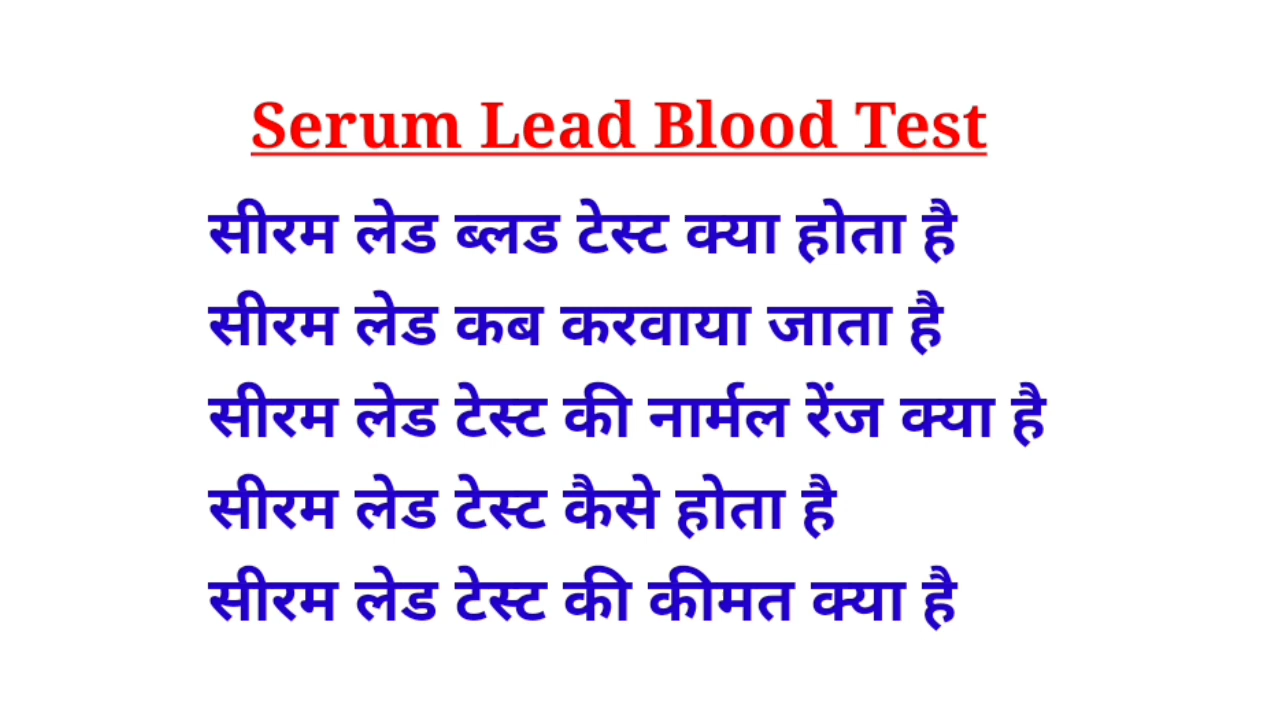 Serum Lead Blood Test
सीरम लेड ब्लड टेस्ट क्या होता है
सीरम लेड कब करवाया जाता है
सीरम लेड टेस्ट की नार्मल रेंज क्या है
सीरम लेड टेस्ट कैसे होता है
सीरम लेड टेस्ट की कीमत क्या है